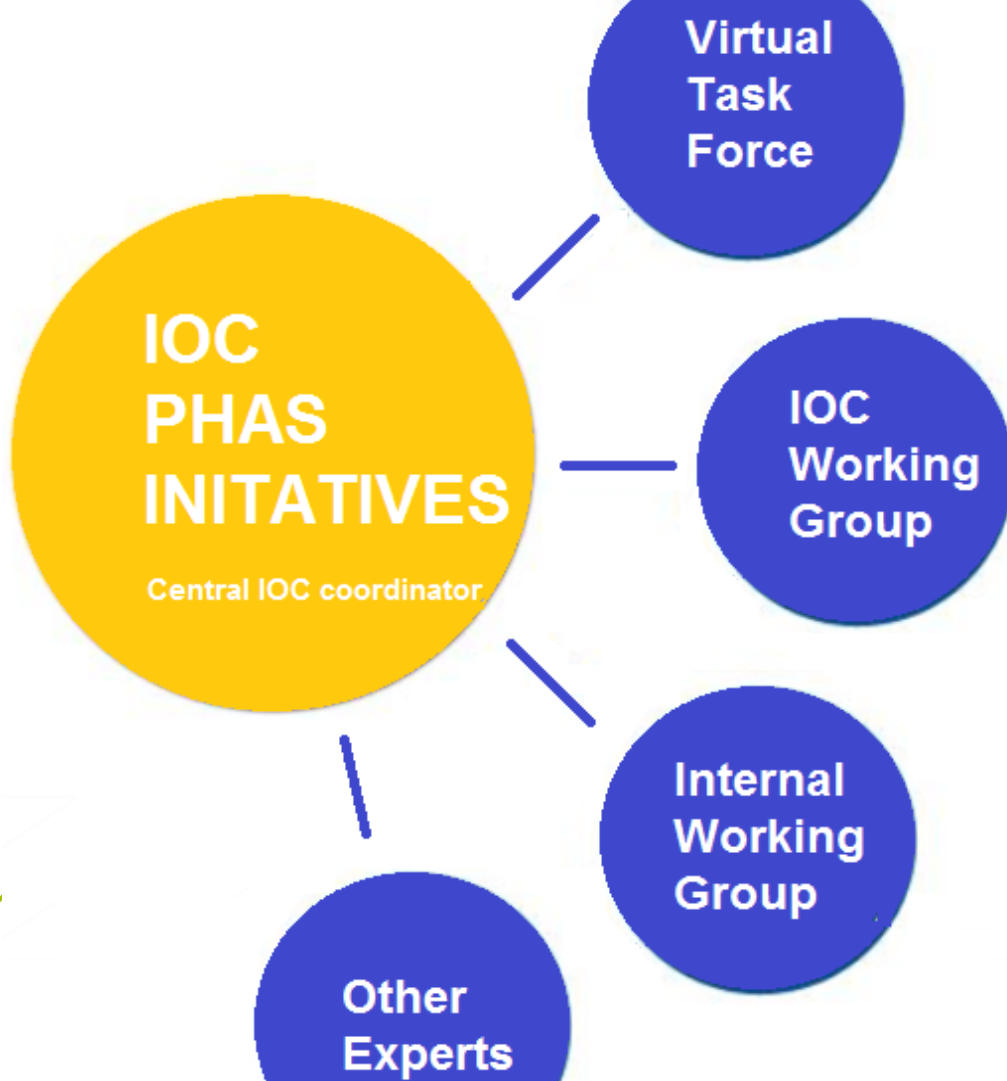 Virtual
Task
Force
IOC
PHAS
INITATIVES
Central IOC coordinator
IOC
Working
Group
Internal
Working
Group
Other
Experts